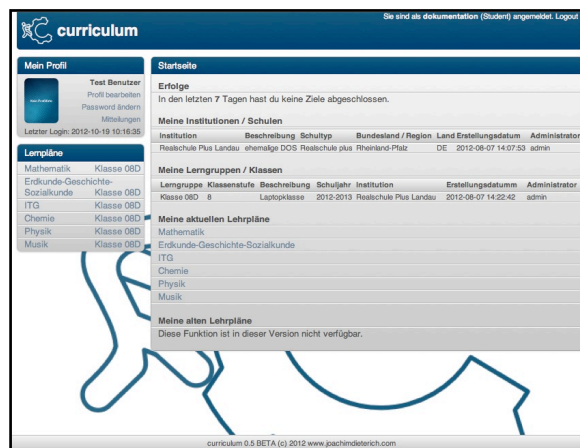 Sie sind als dokumentation (Student) angemeldet. Logout
curriculum
Mein Profil
Test Benutzer
Profil bearbeiten
Password ändern
Mitteilungen
Letzter Login: 2012-10-19 10:16:35
Lernpläne
Mathematik Klasse 08D
Erdkunde-Geschichte-
Sozialkunde Klasse 08D
ITG Klasse 08D
Chemie Klasse 08D
Physik Klasse 08D
Musik Klasse 08D
Startseite
Erfolge
In den letzten 7 Tagen hast du keine Ziele abgeschlossen.
Meine Institutionen / Schulen
Institution Beschreibung Schultyp Bundesland / Region Land Erstellungsdatum Administrator
Realschule Plus Landau ehemalige DOS Realschule plus Rheinland-Pfalz DE 2012-08-07 14:07:53 admin
Meine Lerngruppen / Klassen
Lerngruppe Klassenstufe Beschreibung Schuljahr Institution Erstellungsdatumm Administrator
Klasse 08D 8 Laptopklasse 2012-2013 Realschule Plus Landau 2012-08-07 14:22:42 admin
Meine aktuellen Lehrpläne
Mathematik
Erdkunde-Geschichte-Sozialkunde
ITG
Chemie
Physik
Musik
Meine alten Lehrpläne
Diese Funktion ist in dieser Version nicht verfügbar.
curriculum 0.5 BETA (c) 2012 www.joachimdieterich.com